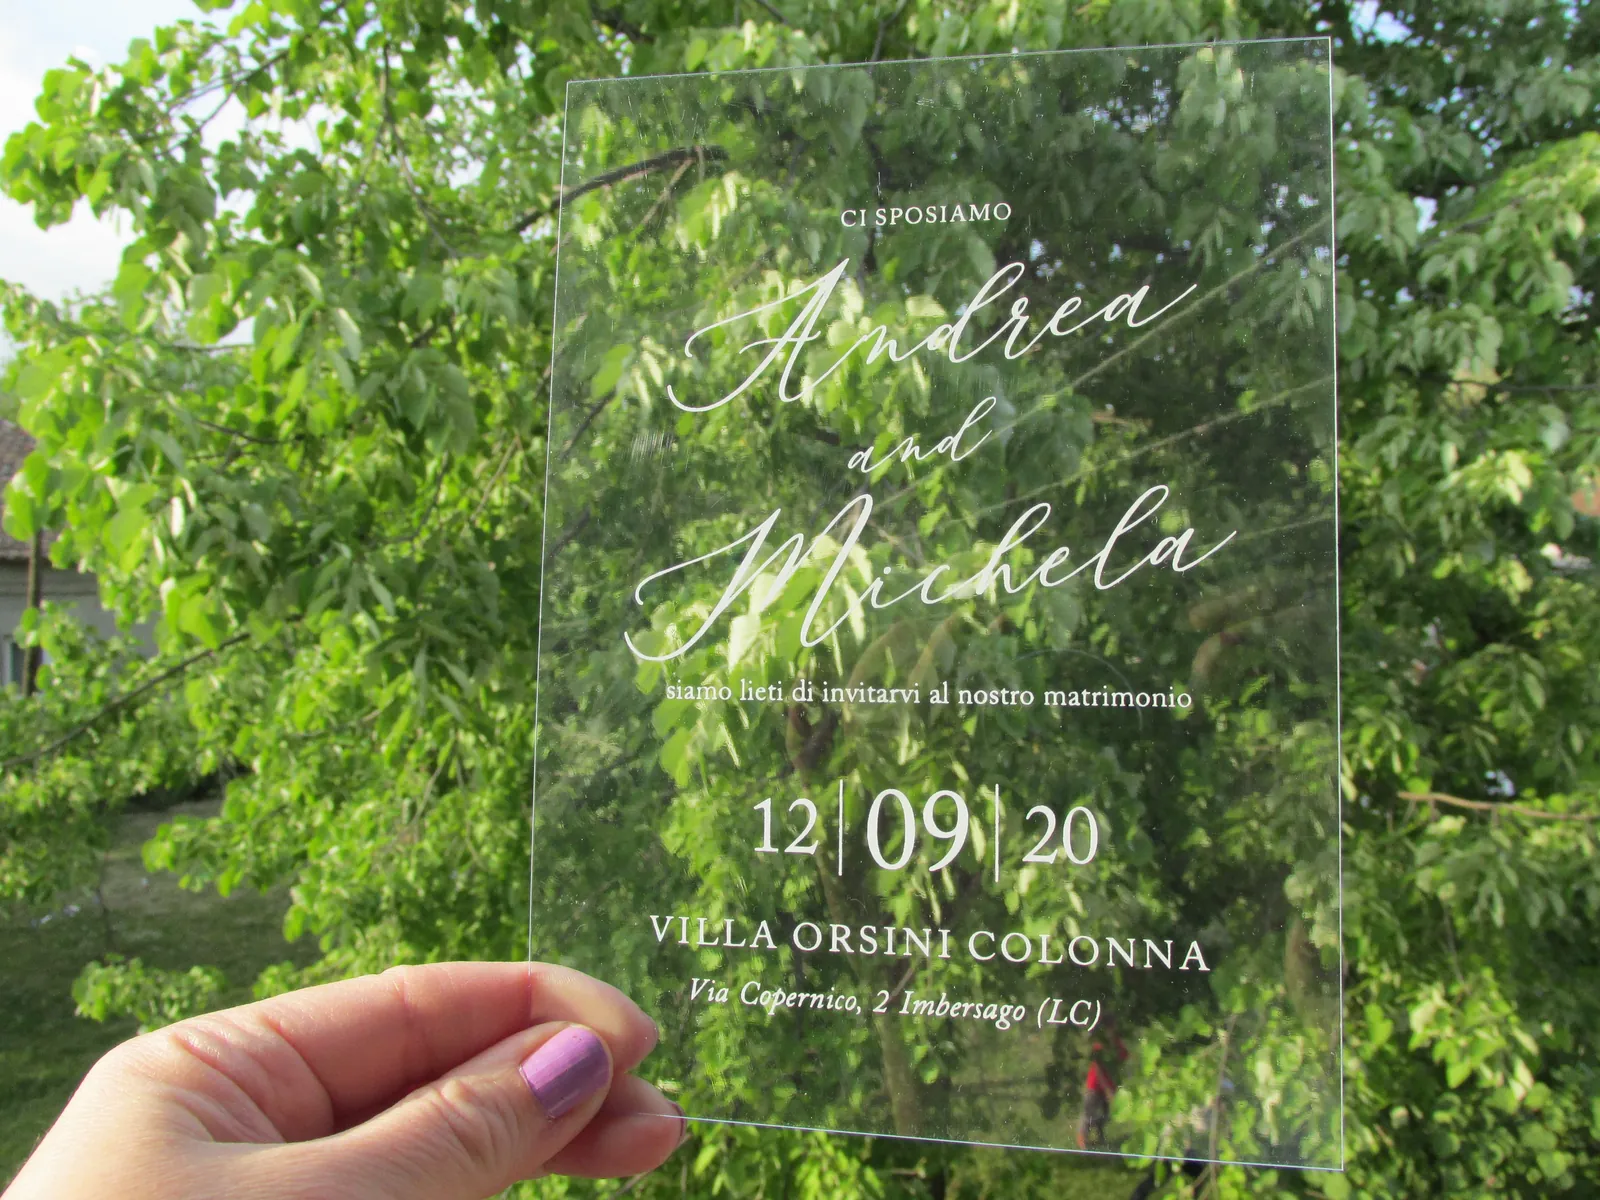 CI SPOSIAMO
Andrea
and
Michela
siamo lieti di invitarvi al nostro matrimonio
12|09|20
VILLA ORSINI COLONNA
Via Copernico, 2 Imbersago (LC)